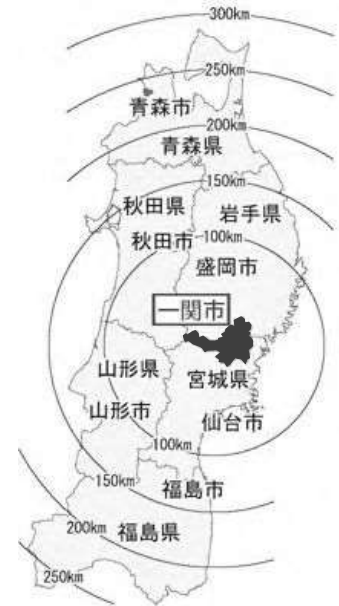 300km
250km
青森市
200km
青森県
150km
秋田県
岩手県
100km
秋田市
盛岡市
一関市
山形県
宮城県
山形市
仙台市
100km
150km
福島市
200km
福島県
250km